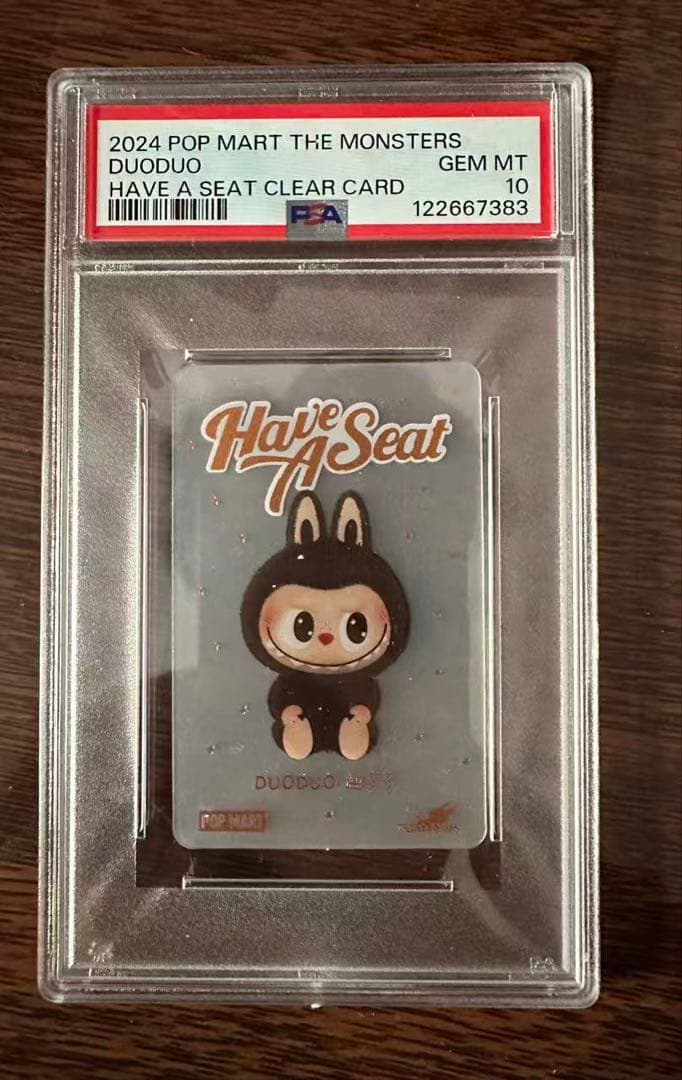 2024 POP MART THE MONSTERS
DUODUO GEM MT
HAVE A SEAT CLEAR CARD 10
PSA 122667383
Have
A Seat
DUODUO
POP MART